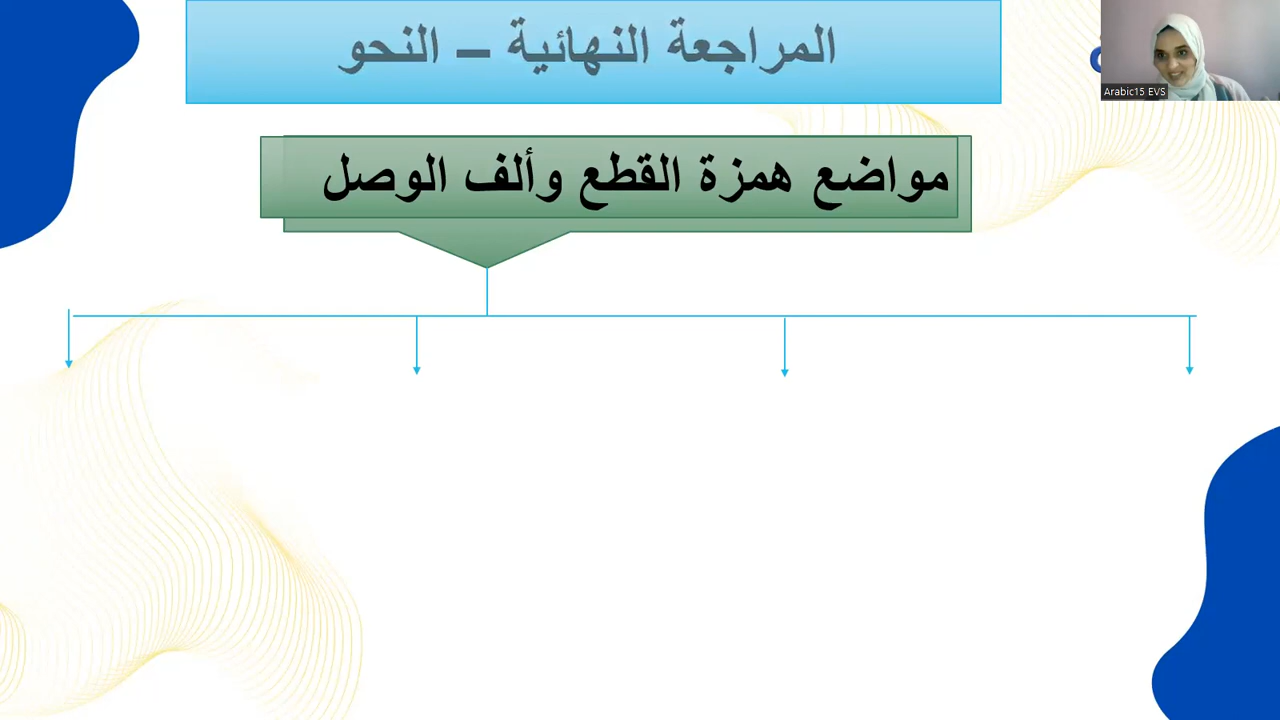 المراجعة النهائية – النحو
مواضع همزة القطع وألف الوصل
Arabic15 EVS